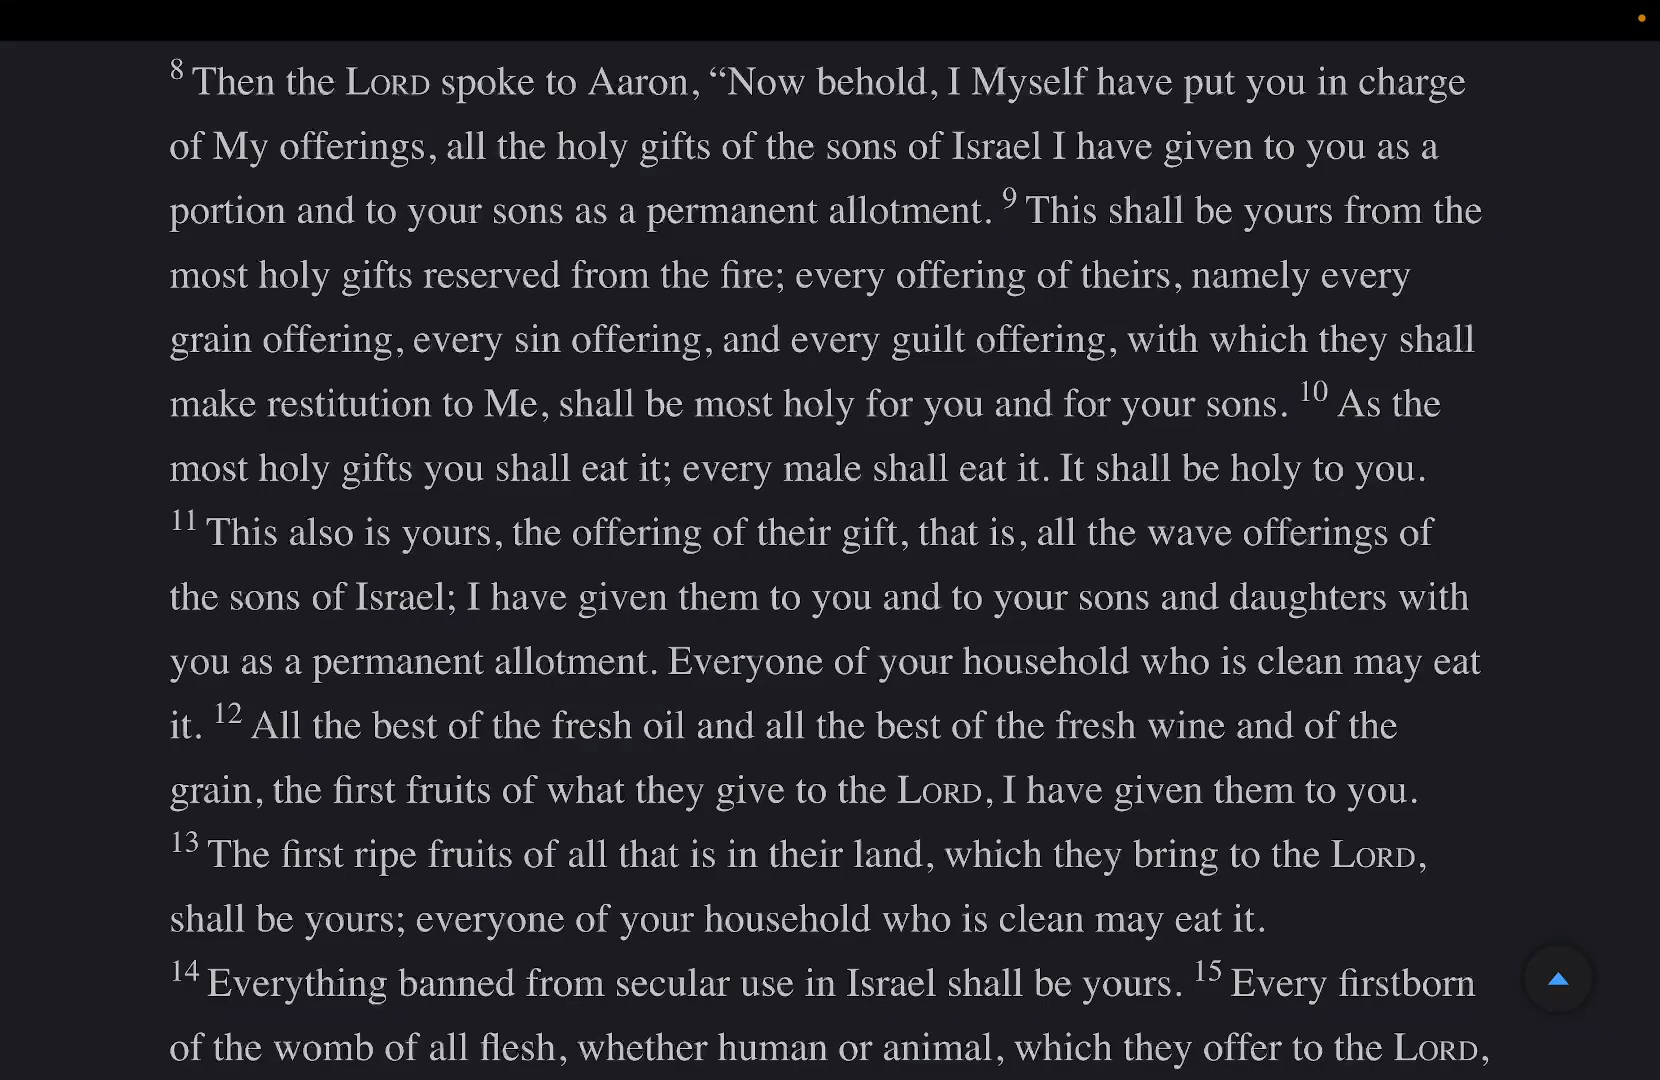 8 Then the LORD spoke to Aaron, “Now behold, I Myself have put you in charge
of My offerings, all the holy gifts of the sons of Israel I have given to you as a
portion and to your sons as a permanent allotment. 9 This shall be yours from the
most holy gifts reserved from the fire; every offering of theirs, namely every
grain offering, every sin offering, and every guilt offering, with which they shall
make restitution to Me, shall be most holy for you and for your sons. 10 As the
most holy gifts you shall eat it; every male shall eat it. It shall be holy to you.
11 This also is yours, the offering of their gift, that is, all the wave offerings of
the sons of Israel; I have given them to you and to your sons and daughters with
you as a permanent allotment. Everyone of your household who is clean may eat
it. 12 All the best of the fresh oil and all the best of the fresh wine and of the
grain, the first fruits of what they give to the LORD, I have given them to you.
13 The first ripe fruits of all that is in their land, which they bring to the LORD,
shall be yours; everyone of your household who is clean may eat it.
14 Everything banned from secular use in Israel shall be yours. 15 Every firstborn
of the womb of all flesh, whether human or animal, which they offer to the LORD,